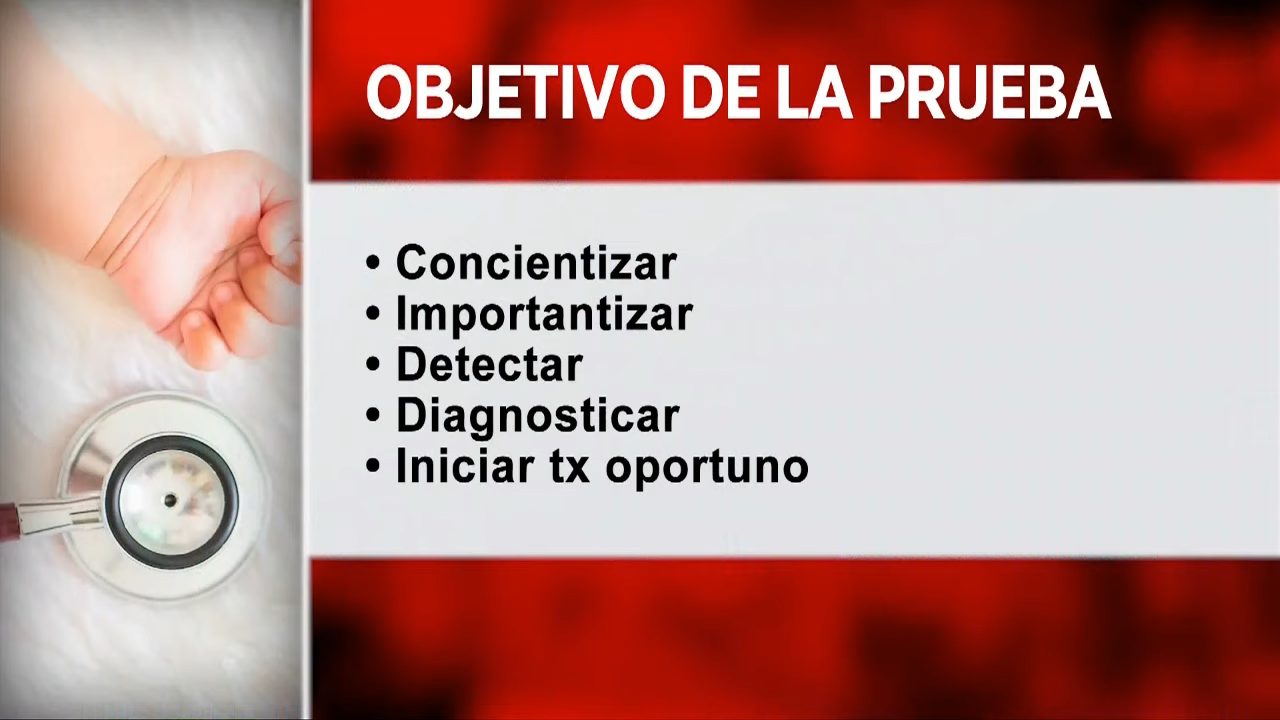 OBJETIVO DE LA PRUEBA
• Concientizar
• Importantizar
• Detectar
• Diagnosticar
• Iniciar tx oportuno